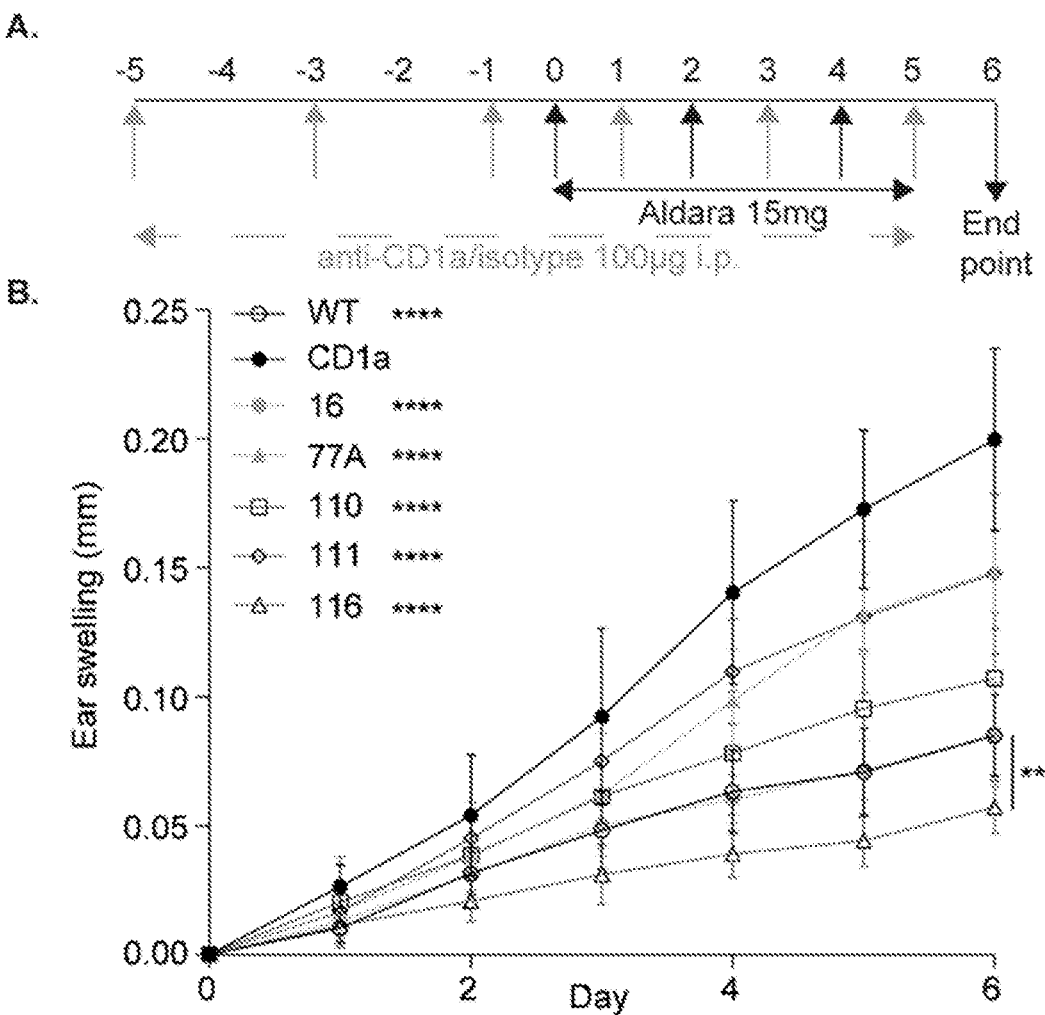 A.
-5 -4 -3 -2 -1 0 1 2 3 4 5 6
Aldara 15mg
End
point
anti-CD1a/isotype 100µg i.p.
B.
0.25
0.20
0.15
0.10
0.05
0.00
Ear swelling (mm)
WT ****
CD1a
16 ****
77A ****
110 ****
111 ****
116 ****
**
0 2 4 6
Day